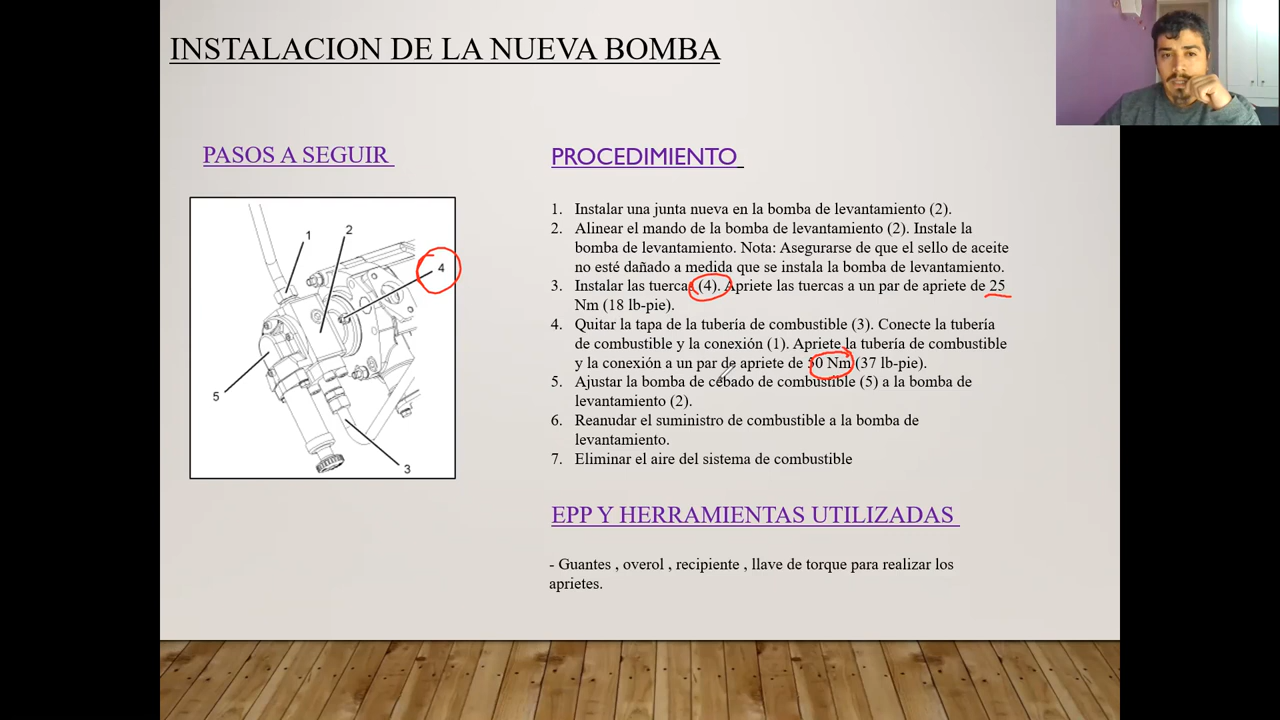 INSTALACION DE LA NUEVA BOMBA
PASOS A SEGUIR
1
2
4
5
3
PROCEDIMIENTO
1. Instalar una junta nueva en la bomba de levantamiento (2).
2. Alinear el mando de la bomba de levantamiento (2). Instale la
bomba de levantamiento. Nota: Asegurarse de que el sello de aceite
no esté dañado a medida que se instala la bomba de levantamiento.
3. Instalar las tuercas (4). Apriete las tuercas a un par de apriete de 25
Nm (18 lb-pie).
4. Quitar la tapa de la tubería de combustible (3). Conecte la tubería
de combustible y la conexión (1). Apriete la tubería de combustible
y la conexión a un par de apriete de 50 Nm (37 lb-pie).
5. Ajustar la bomba de cebado de combustible (5) a la bomba de
levantamiento (2).
6. Reanudar el suministro de combustible a la bomba de
levantamiento.
7. Eliminar el aire del sistema de combustible
EPP Y HERRAMIENTAS UTILIZADAS
- Guantes , overol , recipiente , llave de torque para realizar los
aprietes.